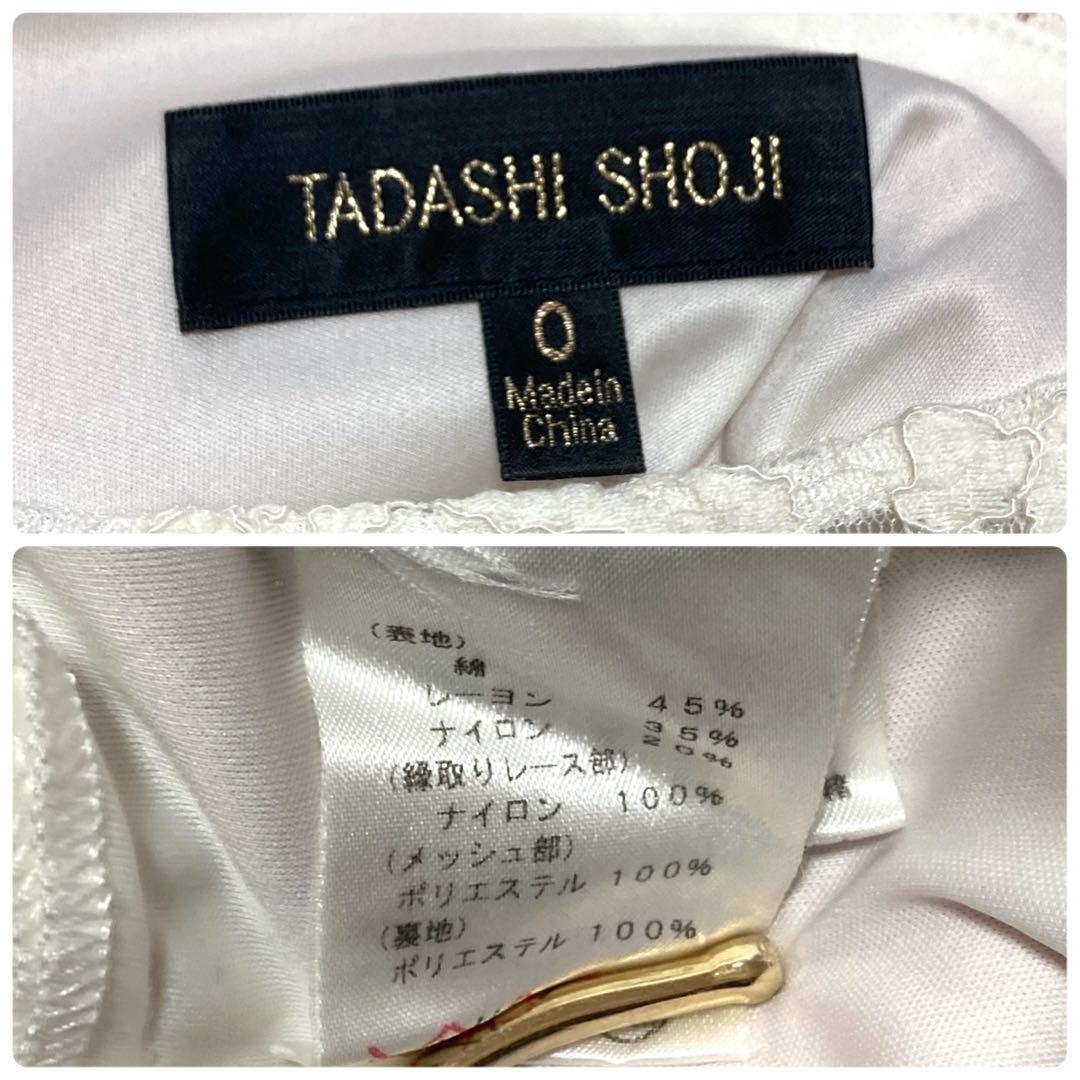 TADASHI SHOJI
0
Made in
China
(表地)
綿 45%
レーヨン 35%
ナイロン 20%
(縁取りレース部)
ナイロン 100%
(メッシュ部)
ポリエステル 100%
(裏地)
ポリエステル 100%